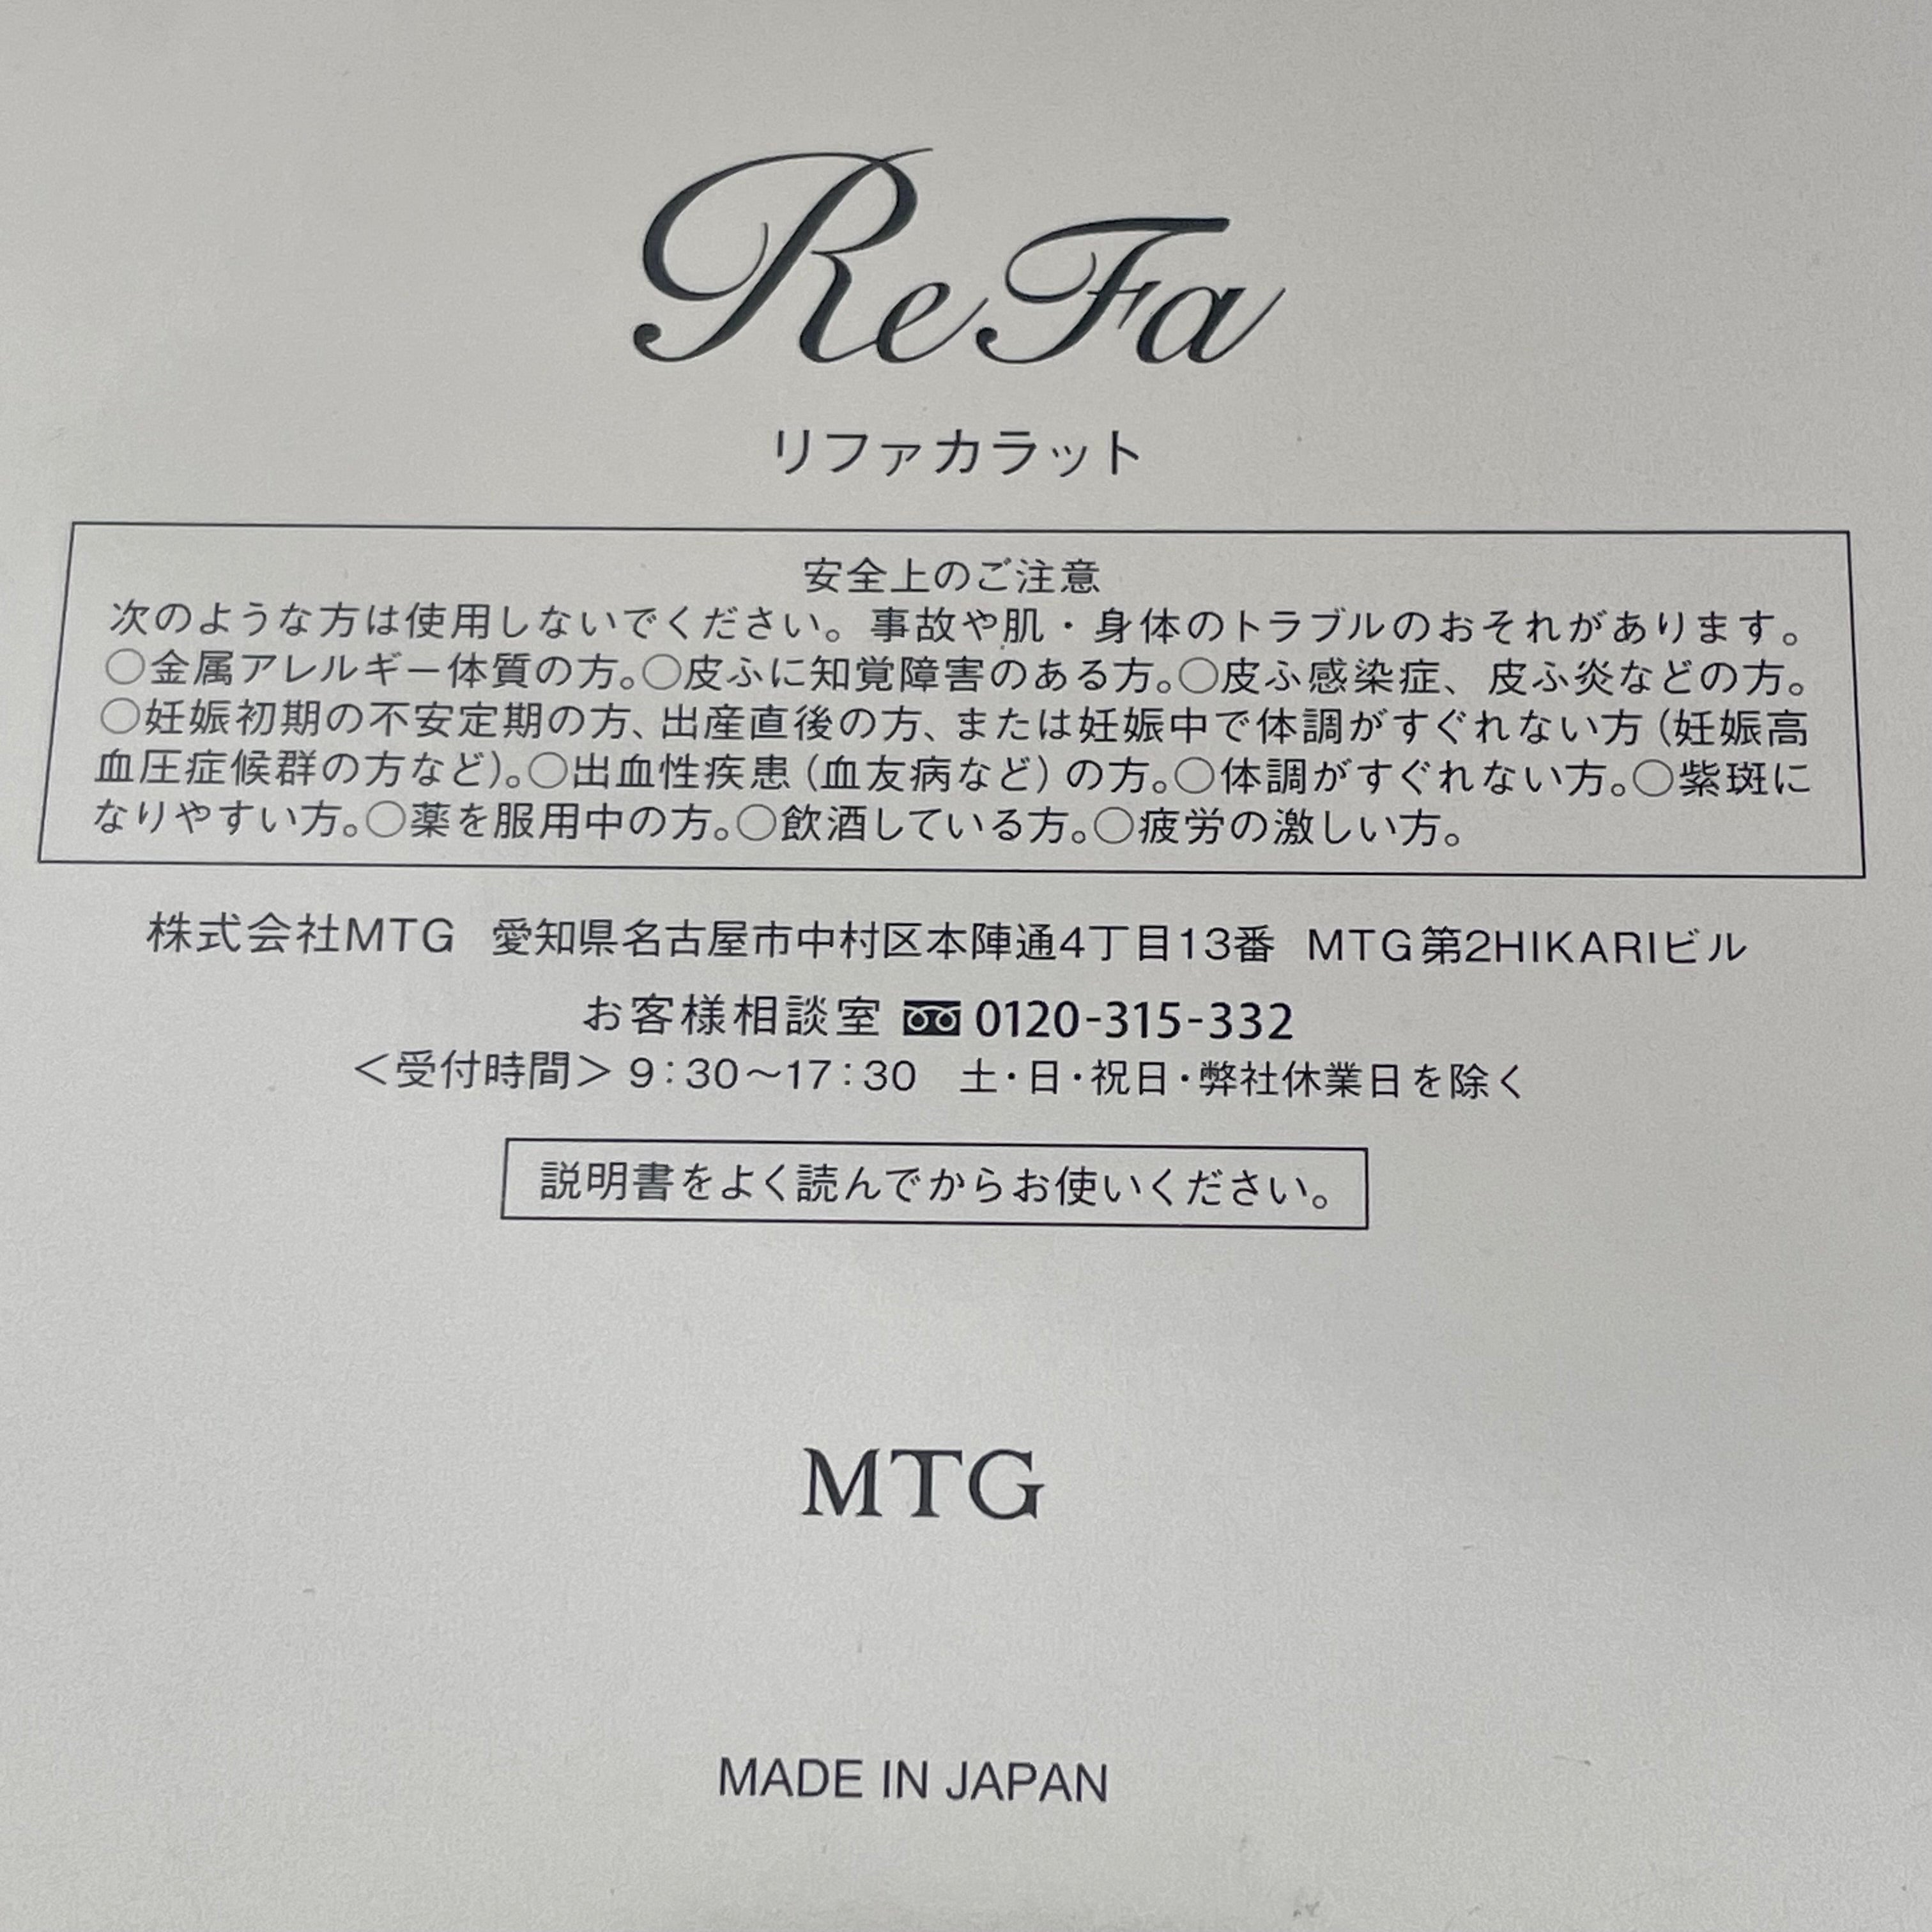 ReFa
リファカラット
安全上のご注意
次のような方は使用しないでください。事故や肌・身体のトラブルのおそれがあります。
○金属アレルギー体質の方。○皮ふに知覚障害のある方。○皮ふ感染症、皮ふ炎などの方。
○妊娠初期の不安定期の方、出産直後の方、または妊娠中で体調がすぐれない方（妊娠高
血圧症候群の方など）。○出血性疾患（血友病など）の方。○体調がすぐれない方。○紫斑に
なりやすい方。○薬を服用中の方。○飲酒している方。○疲労の激しい方。
株式会社MTG 愛知県名古屋市中村区本陣通4丁目13番 MTG第2HIKARIビル
お客様相談室 0120-315-332
＜受付時間＞9：30～17：30 土・日・祝日・弊社休業日を除く
説明書をよく読んでからお使いください。
MTG
MADE IN JAPAN